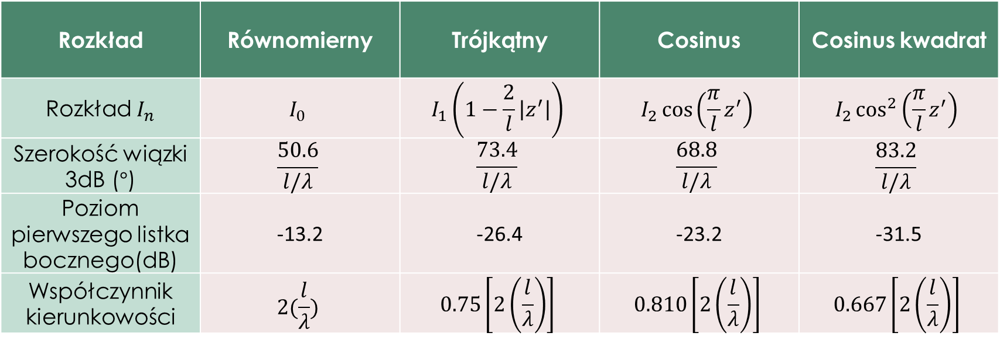 Rozkład Równomierny Trójkątny Cosinus Cosinus kwadrat
Rozkład $I_n$ $I_0$ $I_1\left(1-\frac{2}{l}|z'|\right)$ $I_2\cos\left(\frac{\pi}{l}z'\right)$ $I_2\cos^2\left(\frac{\pi}{l}z'\right)$
Szerokość wiązki
3dB (°) $\frac{50.6}{l/\lambda}$ $\frac{73.4}{l/\lambda}$ $\frac{68.8}{l/\lambda}$ $\frac{83.2}{l/\lambda}$
Poziom
pierwszego listka
bocznego(dB) -13.2 -26.4 -23.2 -31.5
Współczynnik
kierunkowości $2(\frac{l}{\lambda})$ $0.75\left[2\left(\frac{l}{\lambda}\right)\right]$ $0.810\left[2\left(\frac{l}{\lambda}\right)\right]$ $0.667\left[2\left(\frac{l}{\lambda}\right)\right]$